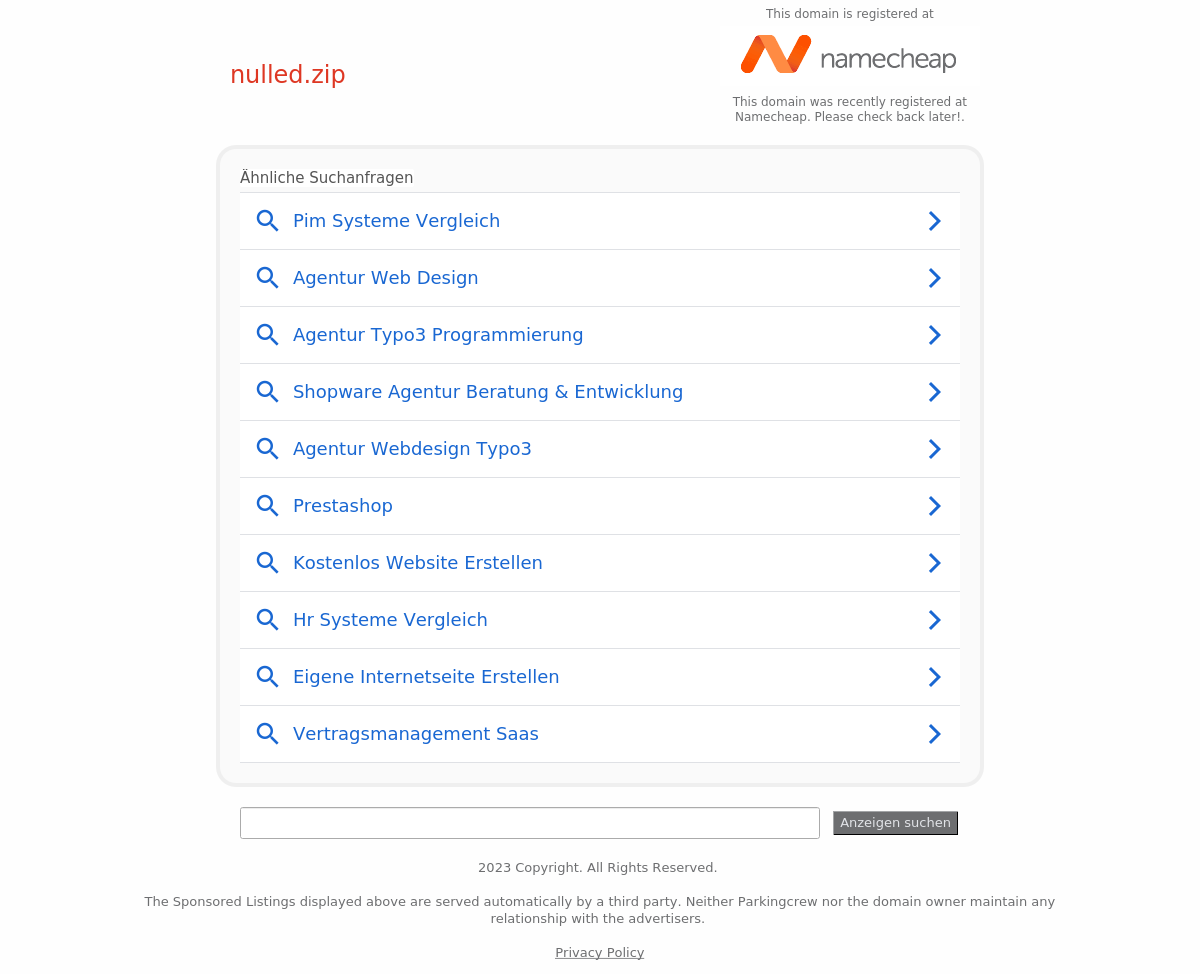 This domain is registered at
namecheap
nulled.zip
This domain was recently registered at
Namecheap. Please check back later!.
Ähnliche Suchanfragen
Pim Systeme Vergleich
Agentur Web Design
Agentur Typo3 Programmierung
Shopware Agentur Beratung & Entwicklung
Agentur Webdesign Typo3
Prestashop
Kostenlos Website Erstellen
Hr Systeme Vergleich
Eigene Internetseite Erstellen
Vertragsmanagement Saas
Anzeigen suchen
2023 Copyright. All Rights Reserved.
The Sponsored Listings displayed above are served automatically by a third party. Neither Parkingcrew nor the domain owner maintain any
relationship with the advertisers.
Privacy Policy